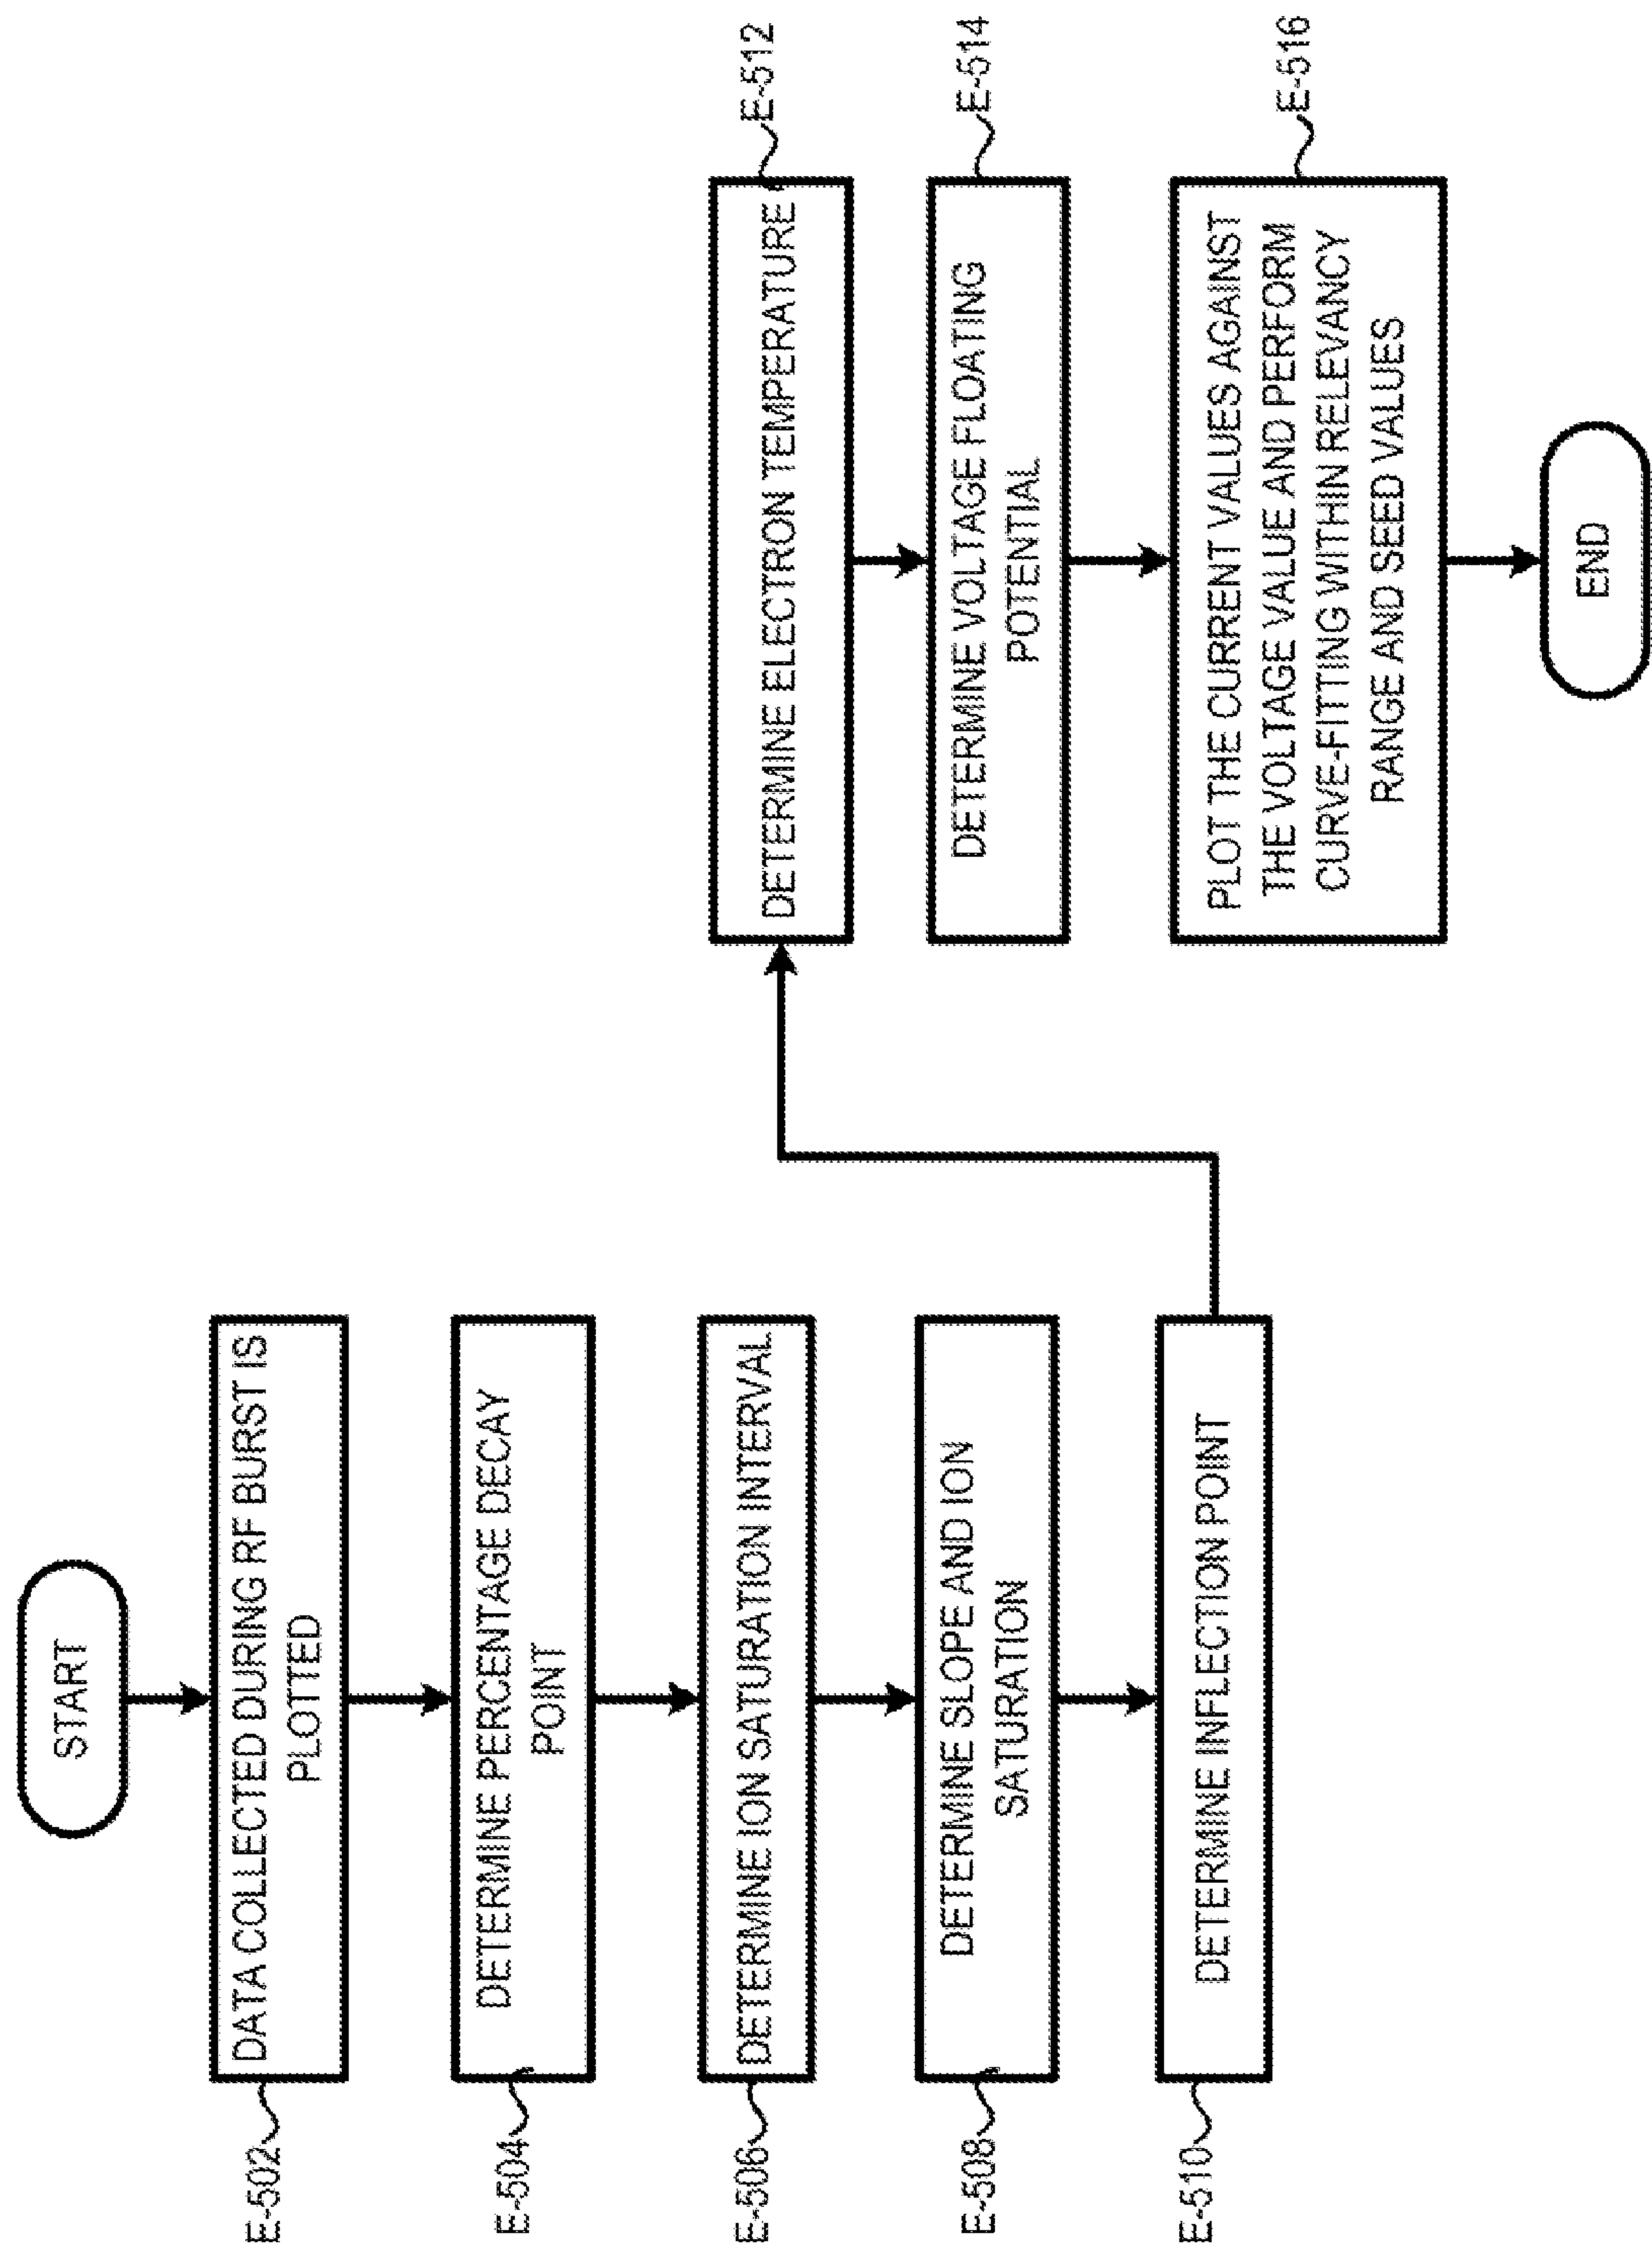 START
E-502
DATA COLLECTED DURING RF BURST IS
PLOTTED
E-504
DETERMINE PERCENTAGE DECAY
POINT
E-506
DETERMINE ION SATURATION INTERVAL
E-508
DETERMINE SLOPE AND ION
SATURATION
E-510
DETERMINE INFLECTION POINT
DETERMINE ELECTRON TEMPERATURE
E-512
DETERMINE VOLTAGE FLOATING
POTENTIAL
E-514
PLOT THE CURRENT VALUES AGAINST
THE VOLTAGE VALUE AND PERFORM
CURVE-FITTING WITHIN RELEVANCY
RANGE AND SEED VALUES
E-516
END